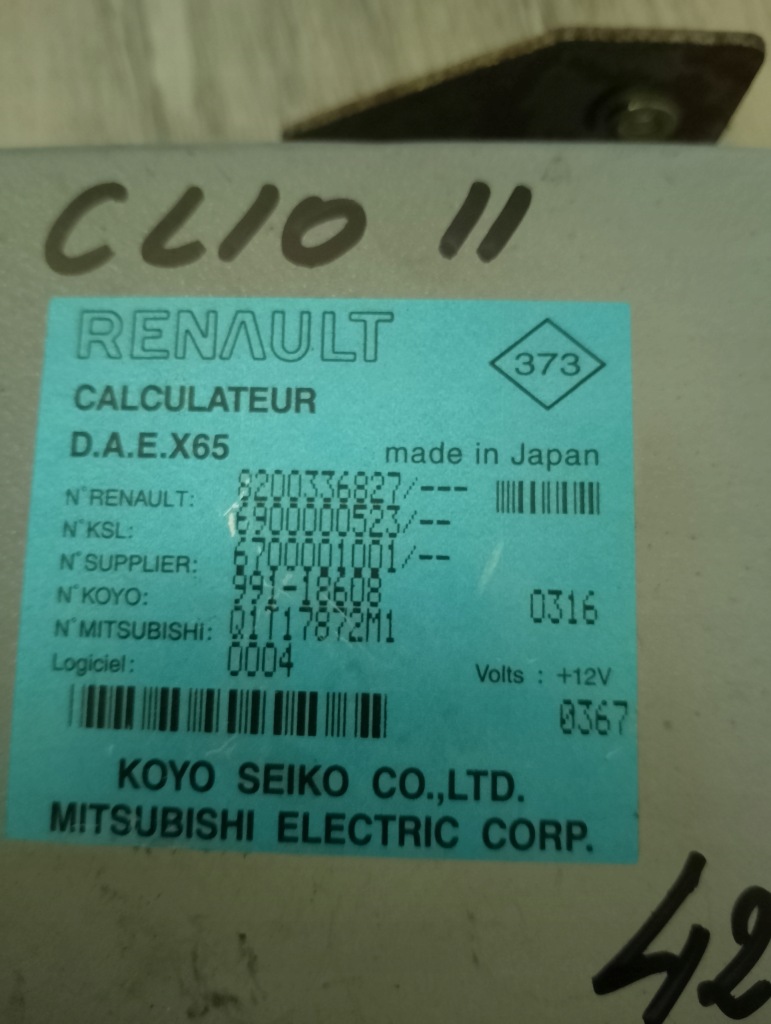 CLIO II
RENAULT
373
CALCULATEUR
D.A.E.X65
made in Japan
N°RENAULT: 8200336827/---
N°KSL: 6900000523/--
N°SUPPLIER: 6700001001/--
N°KOYO: 991-18608
0316
N°MITSUBISHI: Q1T17872M1
Logiciel: 0004
Volts : +12V
0367
KOYO SEIKO CO.,LTD.
MITSUBISHI ELECTRIC CORP.
42